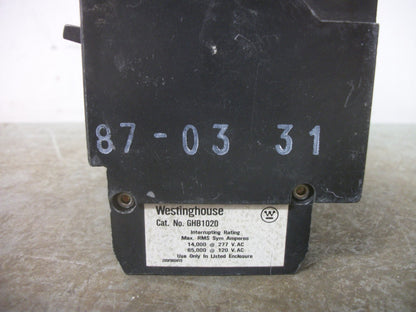 87-03 31
Westinghouse
Cat. No. GHB1020
Interrupting Rating
Max. RMS Sym. Amperes
14,000 @ 277 V.AC
65,000 @ 120 V.AC
Use Only In Listed Enclosure